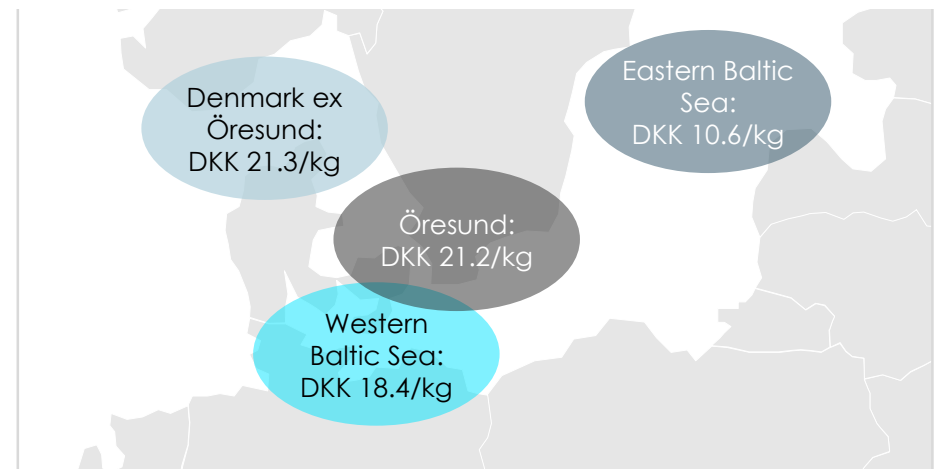 Denmark ex
Öresund:
DKK 21.3/kg
Eastern Baltic
Sea:
DKK 10.6/kg
Öresund:
DKK 21.2/kg
Western
Baltic Sea:
DKK 18.4/kg